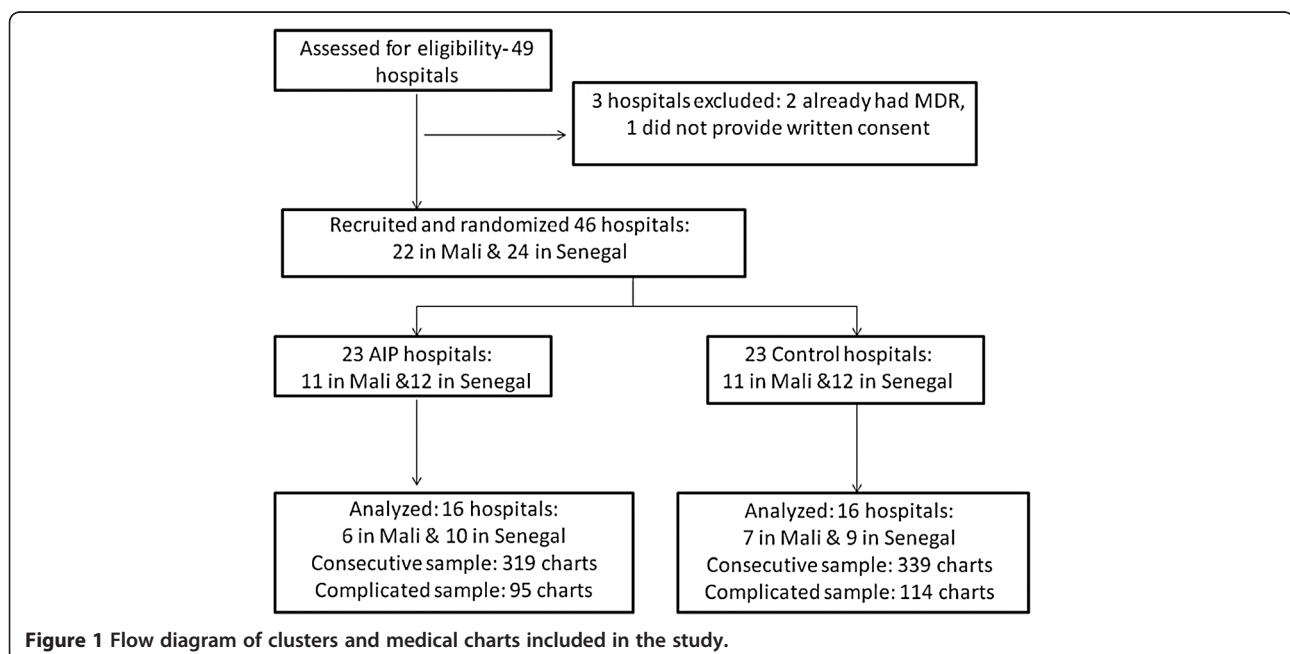 Assessed for eligibility- 49
hospitals
3 hospitals excluded: 2 already had MDR,
1 did not provide written consent
Recruited and randomized 46 hospitals:
22 in Mali & 24 in Senegal
23 AIP hospitals:
11 in Mali &12 in Senegal
23 Control hospitals:
11 in Mali &12 in Senegal
Analyzed: 16 hospitals:
6 in Mali & 10 in Senegal
Consecutive sample: 319 charts
Complicated sample: 95 charts
Analyzed: 16 hospitals:
7 in Mali & 9 in Senegal
Consecutive sample: 339 charts
Complicated sample: 114 charts
Figure 1 Flow diagram of clusters and medical charts included in the study.